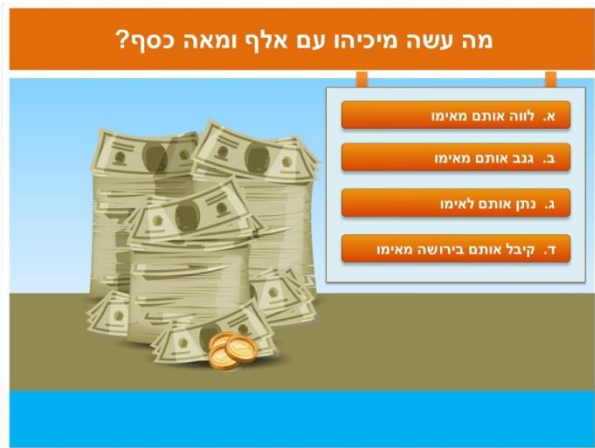 מה עשה מיכיהו עם אלף ומאה כסף?
א. לווה אותם מאימו
ב. גנב אותם מאימו
ג. נתן אותם לאימו
ד. קיבל אותם בירושה מאימו